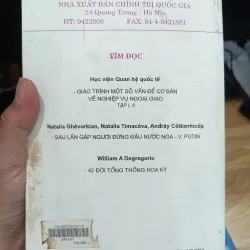 NHÀ XUẤT BẢN CHÍNH TRỊ QUỐC GIA
24 Quang Trung - Hà Nội
ĐT: 9422008 FAX: 84-4-9421881
TÌM ĐỌC
Học viện Quan hệ quốc tế
- GIÁO TRÌNH MỘT SỐ VẤN ĐỀ CƠ BẢN
VỀ NGHIỆP VỤ NGOẠI GIAO
TẬP I, II
Natalia Ghêvorkian, Natalia Timacôva, Andrây Côlêxnhicốp
- SÁU LẦN GẶP NGƯỜI ĐỨNG ĐẦU NƯỚC NGA - V. PUTIN
William A Degregorio
- 42 ĐỜI TỔNG THỐNG HOA KỲ